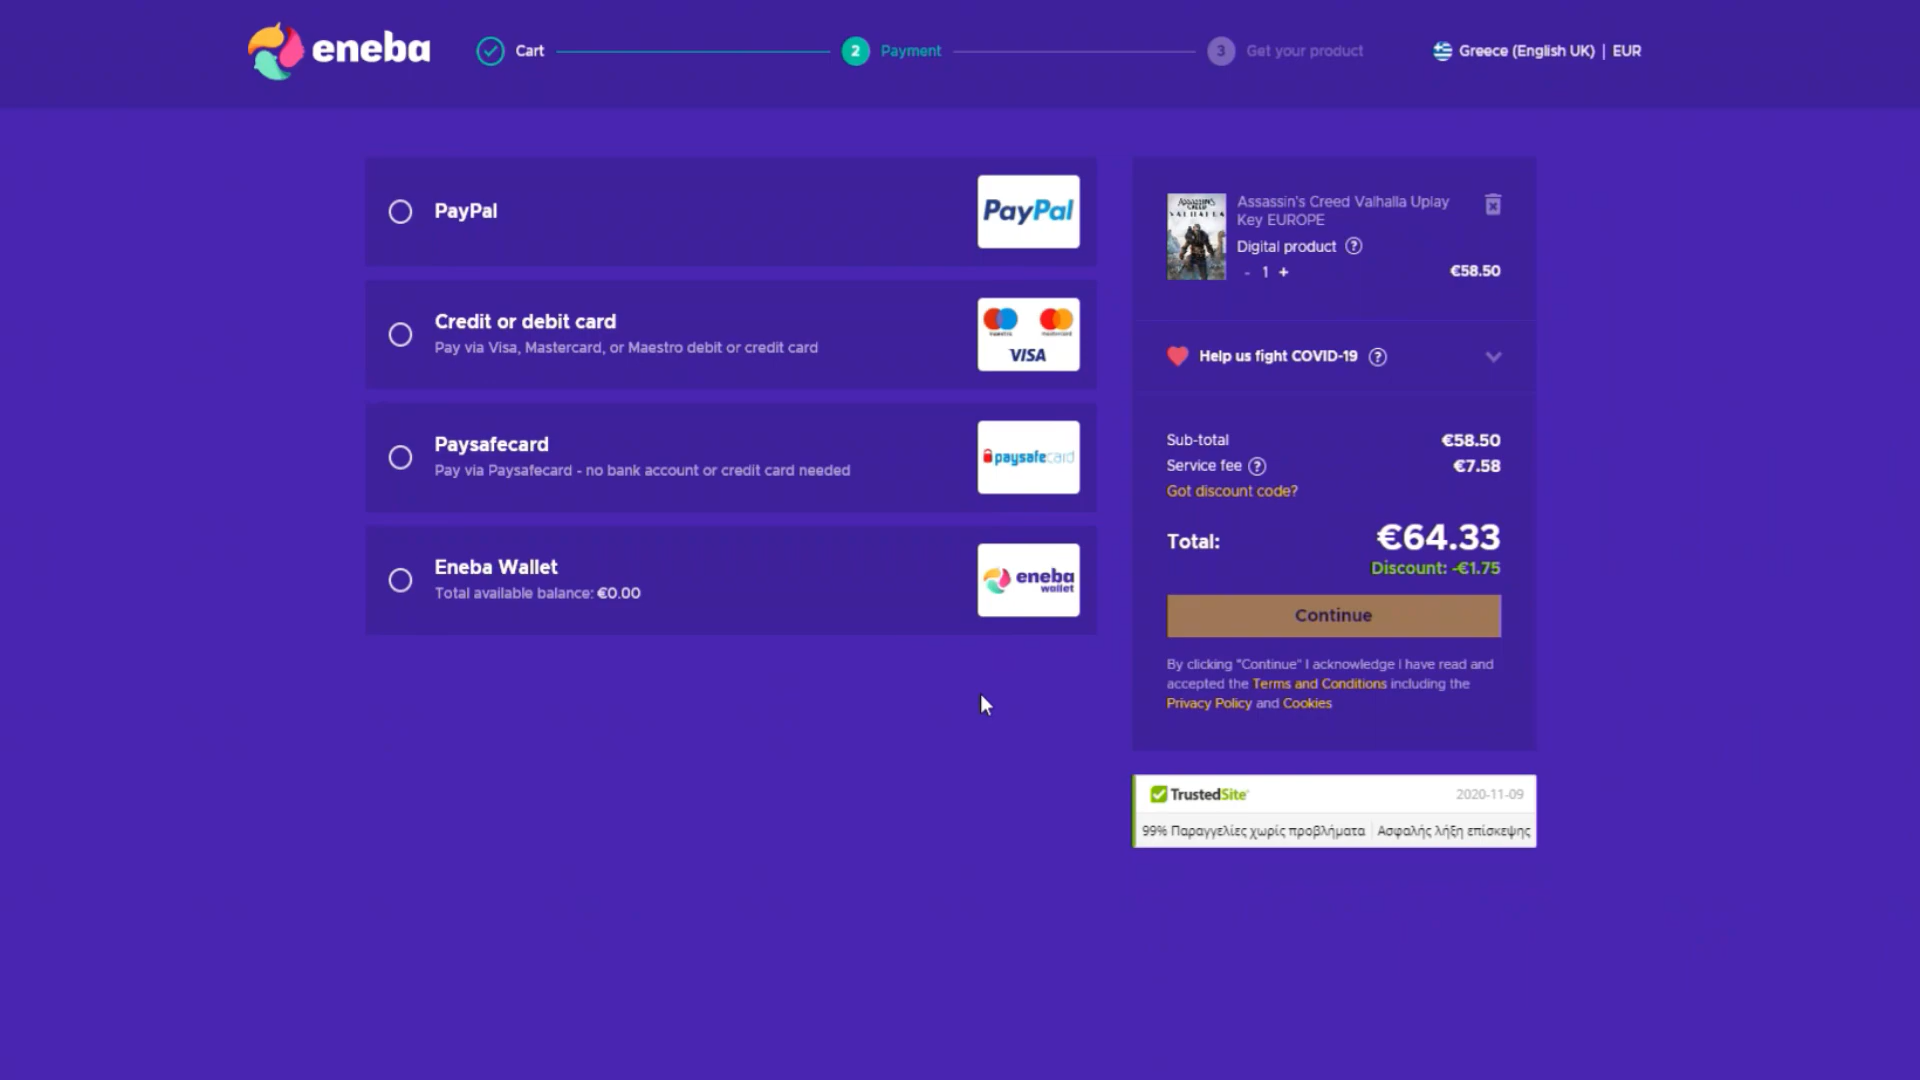 eneba
Cart
2 Payment
3 Get your product
Greece (English UK) | EUR
PayPal
PayPal
Credit or debit card
Pay via Visa, Mastercard, or Maestro debit or credit card
maestro mastercard
VISA
Paysafecard
Pay via Paysafecard - no bank account or credit card needed
paysafecard
Eneba Wallet
Total available balance: €0.00
eneba
wallet
ASSASSIN'S
CREED
VALHALLA
Assassin's Creed Valhalla Uplay
Key EUROPE
Digital product ?
- 1 +
€58.50
Help us fight COVID-19 ?
Sub-total €58.50
Service fee ? €7.58
Got discount code?
Total: €64.33
Discount: -€1.75
Continue
By clicking "Continue" I acknowledge I have read and
accepted the Terms and Conditions including the
Privacy Policy and Cookies
TrustedSite 2020-11-09
99% Παραγγελίες χωρίς προβλήματα | Ασφαλής λήξη επίσκεψης